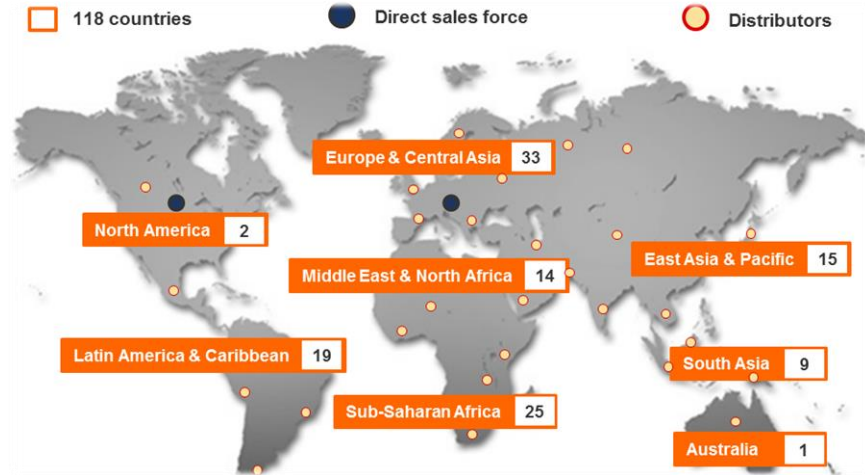 118 countries
Direct sales force
Distributors
Europe & Central Asia 33
North America 2
East Asia & Pacific 15
Middle East & North Africa 14
Latin America & Caribbean 19
South Asia 9
Sub-Saharan Africa 25
Australia 1